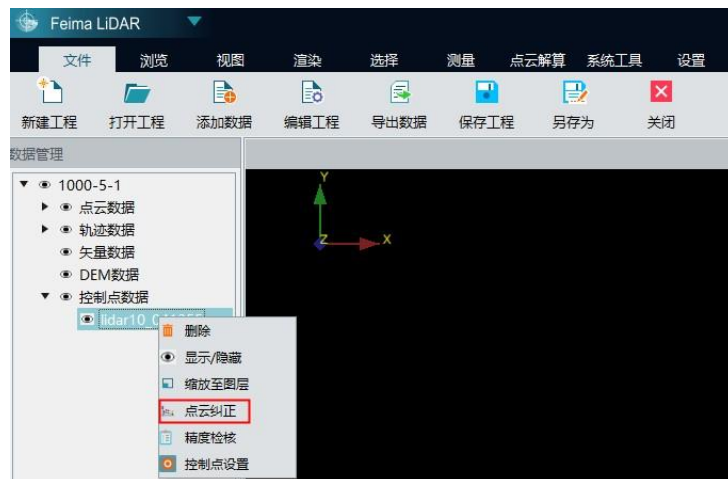 Feima LiDAR
文件 浏览 视图 渲染 选择 测量 点云解算 系统工具 设置
新建工程 打开工程 添加数据 编辑工程 导出数据 保存工程 另存为 关闭
数据管理
1000-5-1
点云数据
轨迹数据
矢量数据
DEM数据
控制点数据
删除
显示/隐藏
缩放至图层
点云纠正
精度检核
控制点设置
Y
Z X